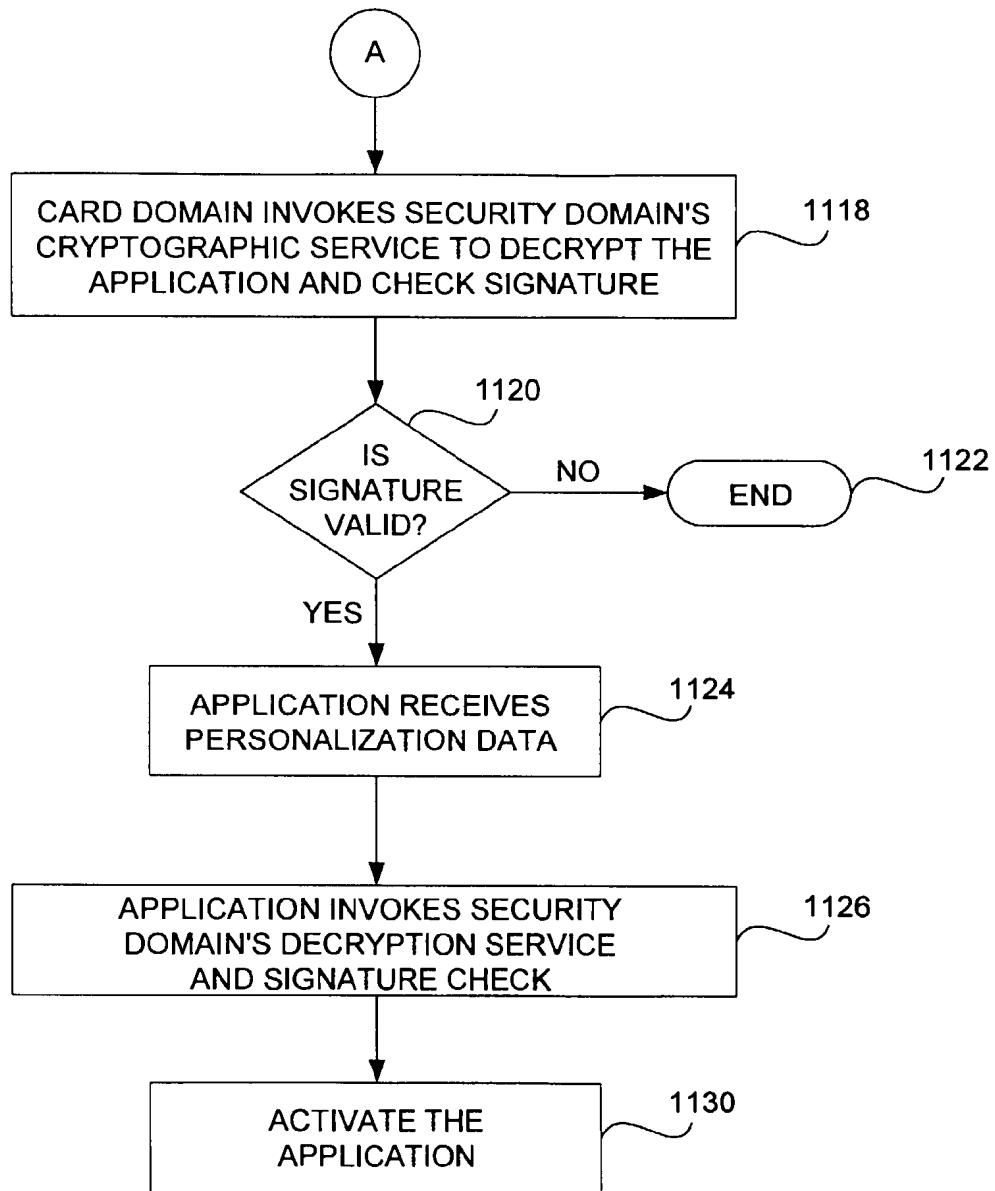 A
CARD DOMAIN INVOKES SECURITY DOMAIN'S
CRYPTOGRAPHIC SERVICE TO DECRYPT THE
APPLICATION AND CHECK SIGNATURE
1118
1120
IS
SIGNATURE
VALID?
NO
END
1122
YES
APPLICATION RECEIVES
PERSONALIZATION DATA
1124
APPLICATION INVOKES SECURITY
DOMAIN'S DECRYPTION SERVICE
AND SIGNATURE CHECK
1126
ACTIVATE THE
APPLICATION
1130